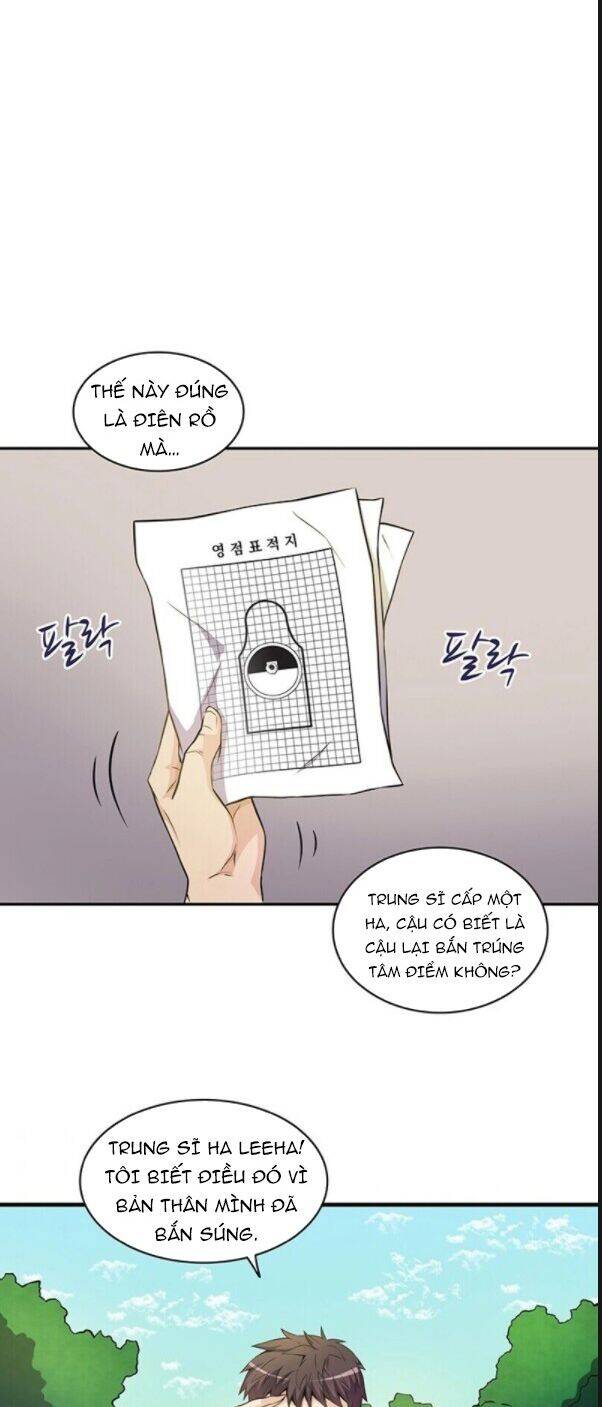 THẾ NÀY ĐÚNG
LÀ ĐIÊN RỒ
MÀ...
영점표적지
팔락
팔락
TRUNG SĨ CẤP MỘT
HA, CẬU CÓ BIẾT LÀ
CẬU LẠI BẮN TRÚNG
TÂM ĐIỂM KHÔNG?
TRUNG SĨ HA LEEHA!
TÔI BIẾT ĐIỀU ĐÓ VÌ
BẢN THÂN MÌNH ĐÃ
BẮN SÚNG.